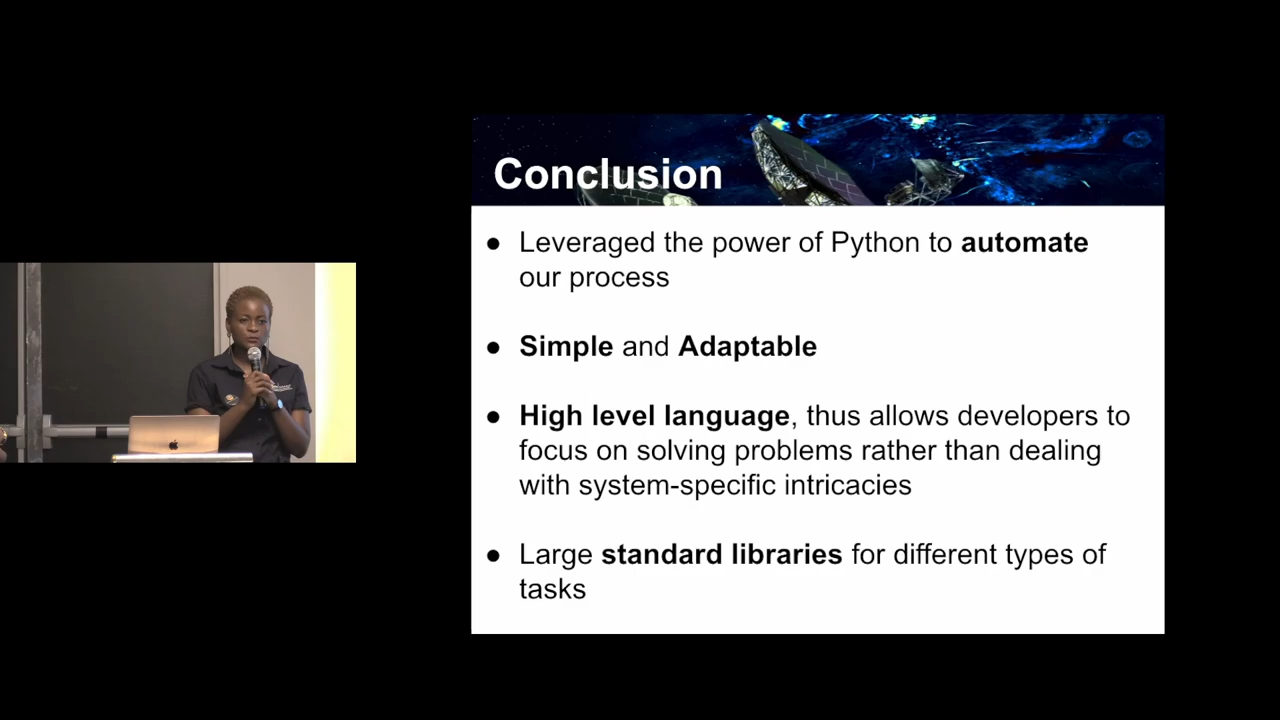 Conclusion
● Leveraged the power of Python to automate
our process
● Simple and Adaptable
● High level language, thus allows developers to
focus on solving problems rather than dealing
with system-specific intricacies
● Large standard libraries for different types of
tasks